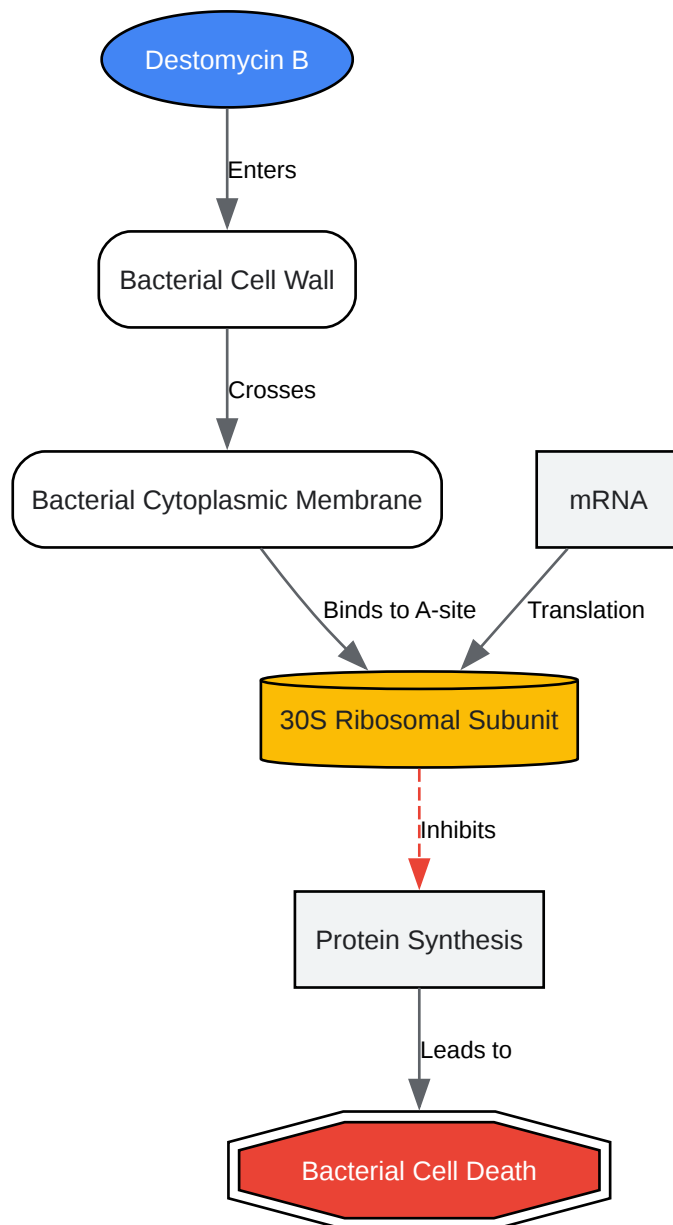 Destomycin B
Enters
Bacterial Cell Wall
Crosses
Bacterial Cytoplasmic Membrane
mRNA
Binds to A-site
Translation
30S Ribosomal Subunit
Inhibits
Protein Synthesis
Leads to
Bacterial Cell Death